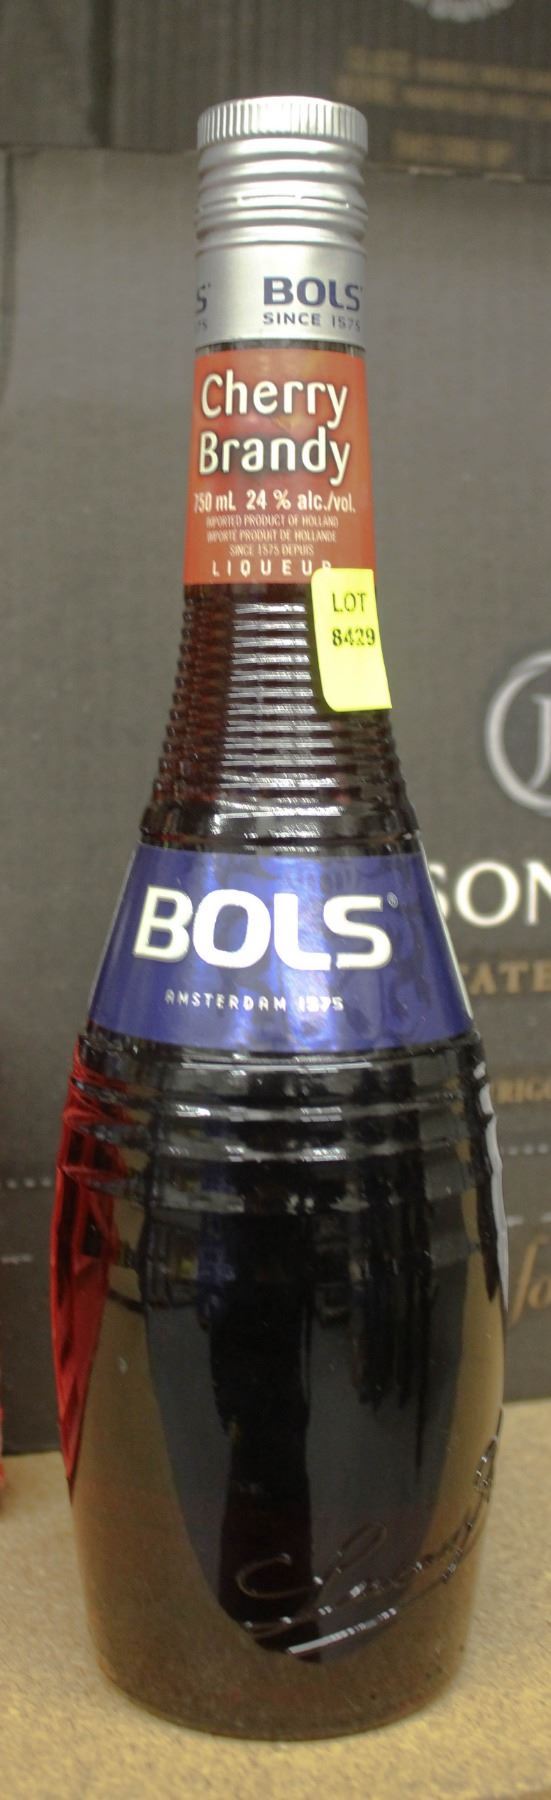 BOLS
SINCE 1575
Cherry
Brandy
750 mL 24 % alc./vol.
IMPORTED PRODUCT OF HOLLAND
IMPORTÉ PRODUIT DE HOLLANDE
SINCE 1575 DEPUIS
LIQUEUR
LOT
8429
BOLS®
AMSTERDAM 1575
SON
TATE